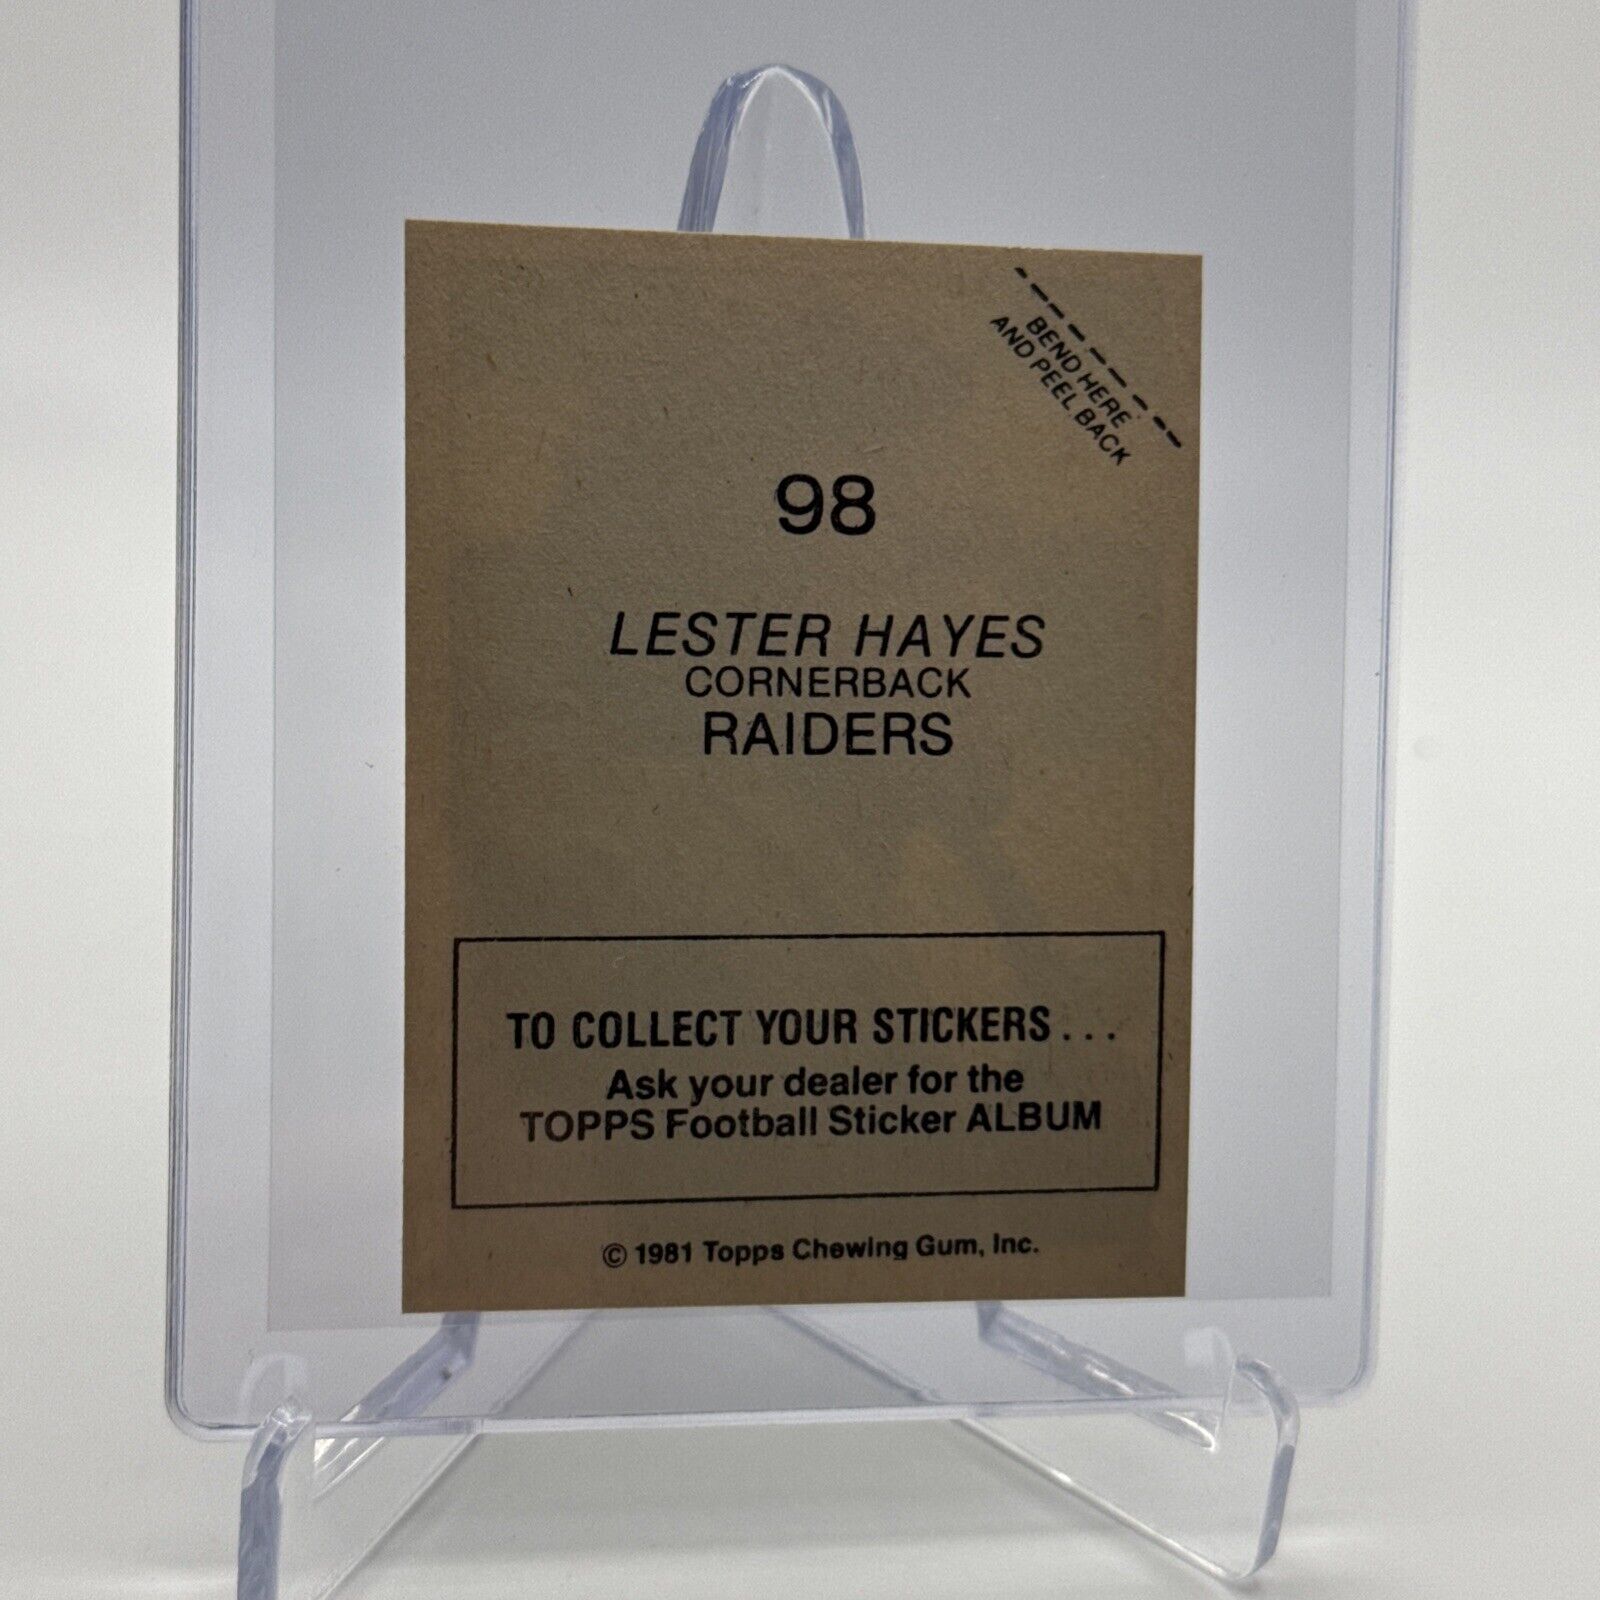 BEND HERE
AND PEEL BACK
98
LESTER HAYES
CORNERBACK
RAIDERS
TO COLLECT YOUR STICKERS...
Ask your dealer for the
TOPPS Football Sticker ALBUM
© 1981 Topps Chewing Gum, Inc.